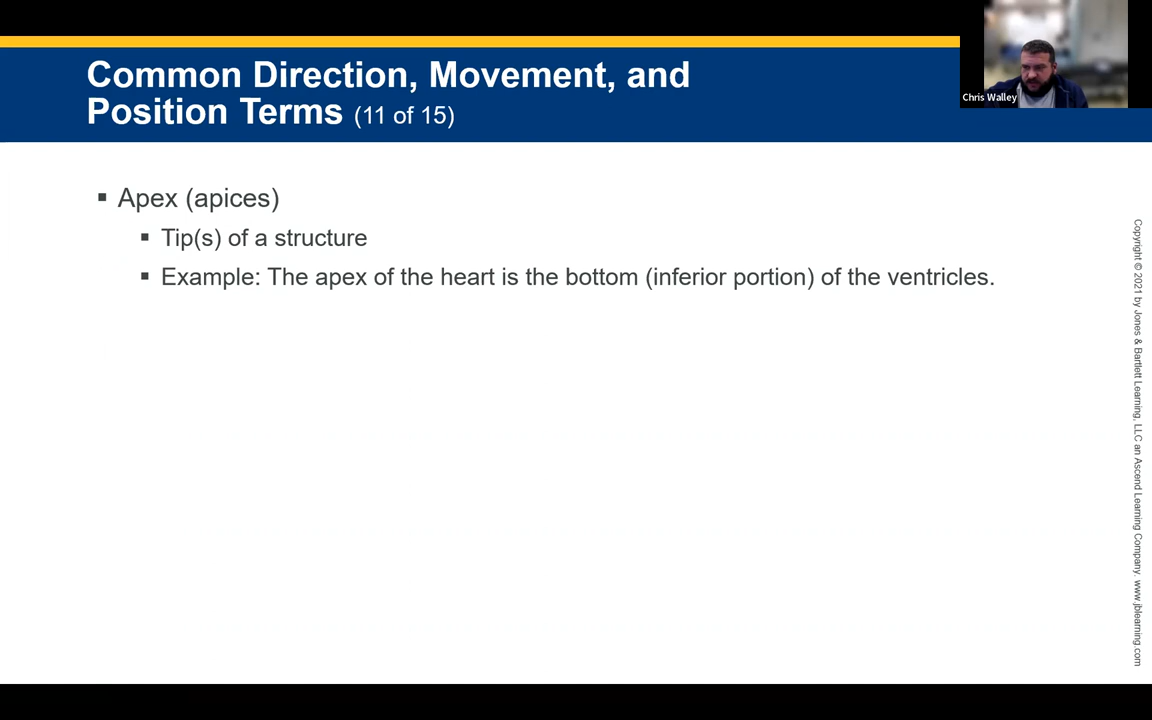 Common Direction, Movement, and
Position Terms (11 of 15)
Chris Walley
▪ Apex (apices)
▪ Tip(s) of a structure
▪ Example: The apex of the heart is the bottom (inferior portion) of the ventricles.
Copyright © 2021 by Jones & Bartlett Learning, LLC an Ascend Learning Company. www.jblearning.com